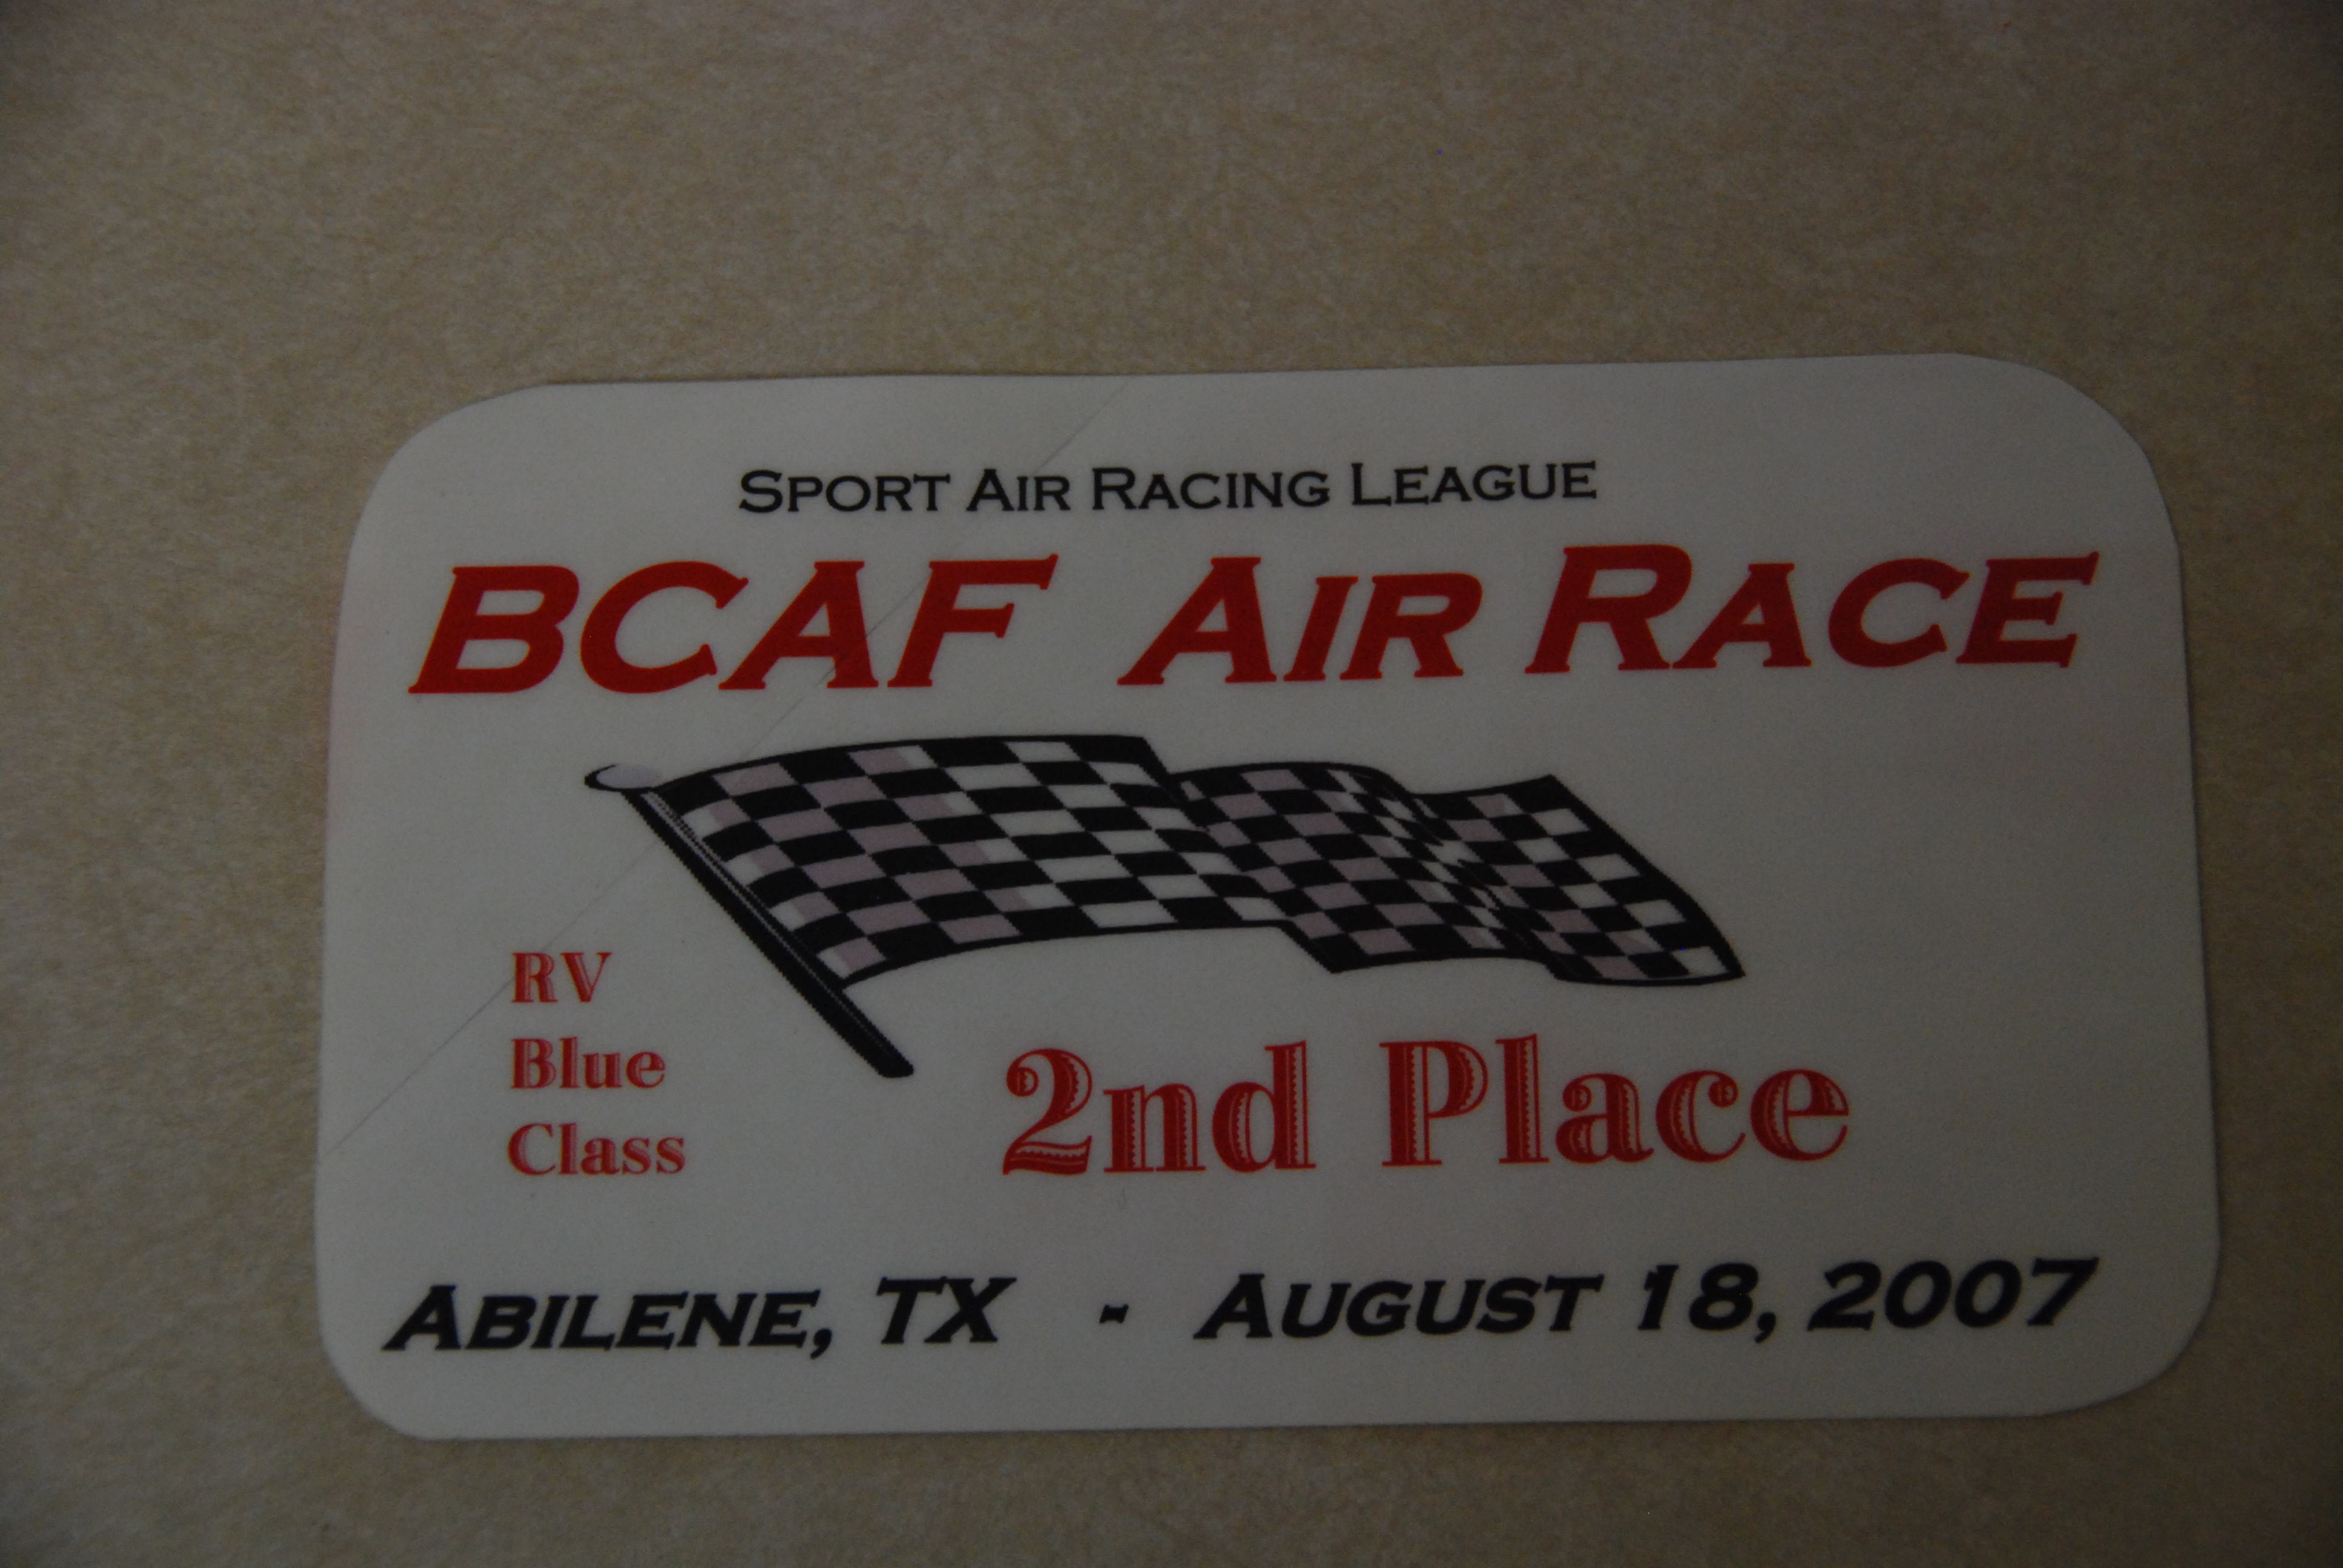 Sport Air Racing League
BCAF Air Race
RV
Blue
Class
2nd Place
Abilene, TX - August 18, 2007